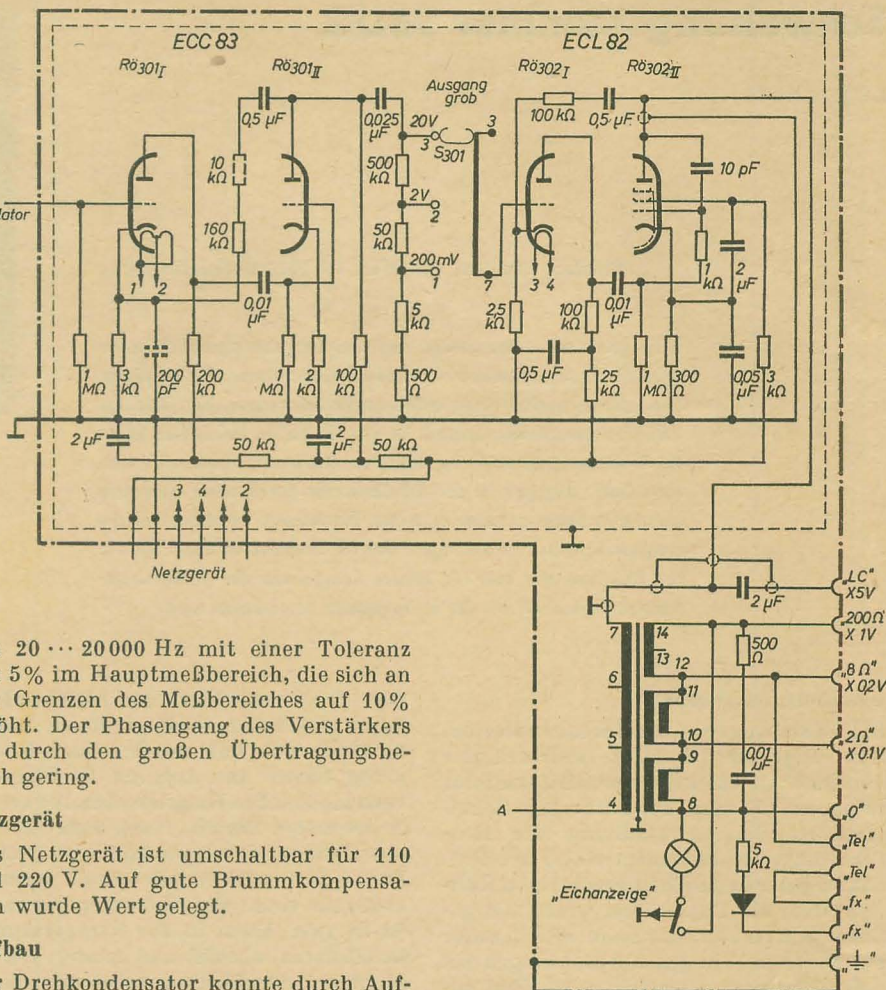 ECC 83
ECL 82
Rö301I
Rö301II
Ausgang
grob
Rö302I
Rö302II
0,5 µF
0,025
µF
20V
3
S301
3
100 kΩ
0,5 µF
10
kΩ
500
kΩ
10 pF
2V
2
160
kΩ
50
kΩ
200mV
1
7
1 2
3 4
0,01
µF
5
kΩ
2,5
kΩ
100
kΩ
0,01
µF
1
kΩ
2
µF
1
MΩ
3
kΩ
200
pF
200
kΩ
1
MΩ
2
kΩ
100
kΩ
500
Ω
0,5 µF
25
kΩ
1
MΩ
300
Ω
0,05
µF
3
kΩ
2 µF
50 kΩ
2
µF
50 kΩ
3 4 1 2
Netzgerät
2 µF
„LC“
X5V
200Ω
X 1V
7
14
13
12
500
Ω
„8 Ω“
X 0,2V
6
11
5
10
9
2Ω“
X 0,1V
0,01
µF
A
4
8
„0“
„Tel“
5
kΩ
„Tel“
„Eichanzeige“
„fx“
„fx“
„⏚“
20 ··· 20000 Hz mit einer Toleranz
5% im Hauptmeßbereich, die sich an
Grenzen des Meßbereiches auf 10%
öht. Der Phasengang des Verstärkers
durch den großen Übertragungsbe-
ch gering.
zgerät
s Netzgerät ist umschaltbar für 110
l 220 V. Auf gute Brummkompensa-
n wurde Wert gelegt.
fbau
r Drehkondensator konnte durch Auf-